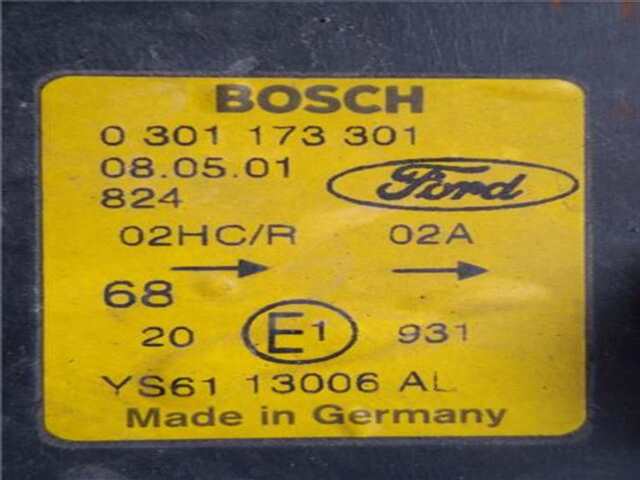 BOSCH
0 301 173 301
08.05.01
824 Ford
02HC/R 02A
68
20 E1 931
YS61 13006 AL
Made in Germany